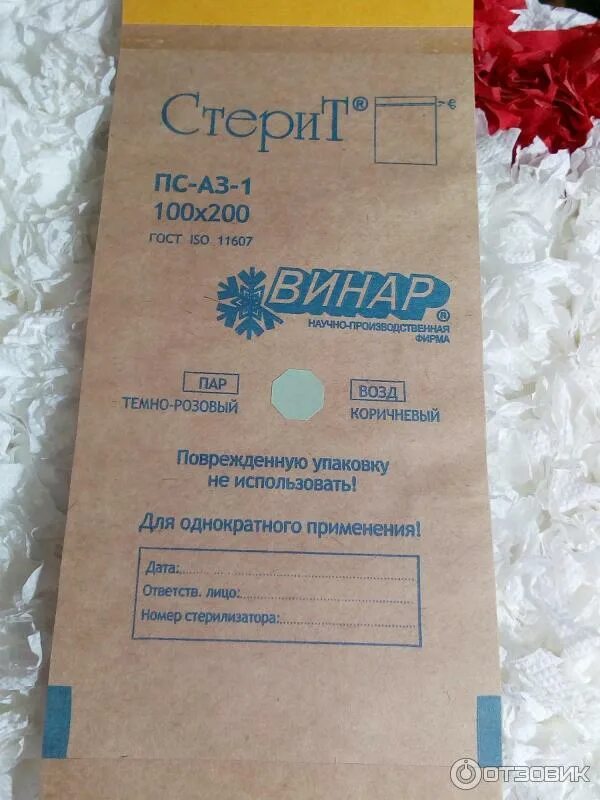 СтериТ®
ПС-АЗ-1
100х200
ГОСТ ISO 11607
ВИНАР®
НАУЧНО-ПРОИЗВОДСТВЕННАЯ
ФИРМА
ПАР
ТЕМНО-РОЗОВЫЙ
ВОЗД
КОРИЧНЕВЫЙ
Поврежденную упаковку
не использовать!
Для однократного применения!
Дата:
Ответств. лицо:
Номер стерилизатора:
ОТЗОВИК